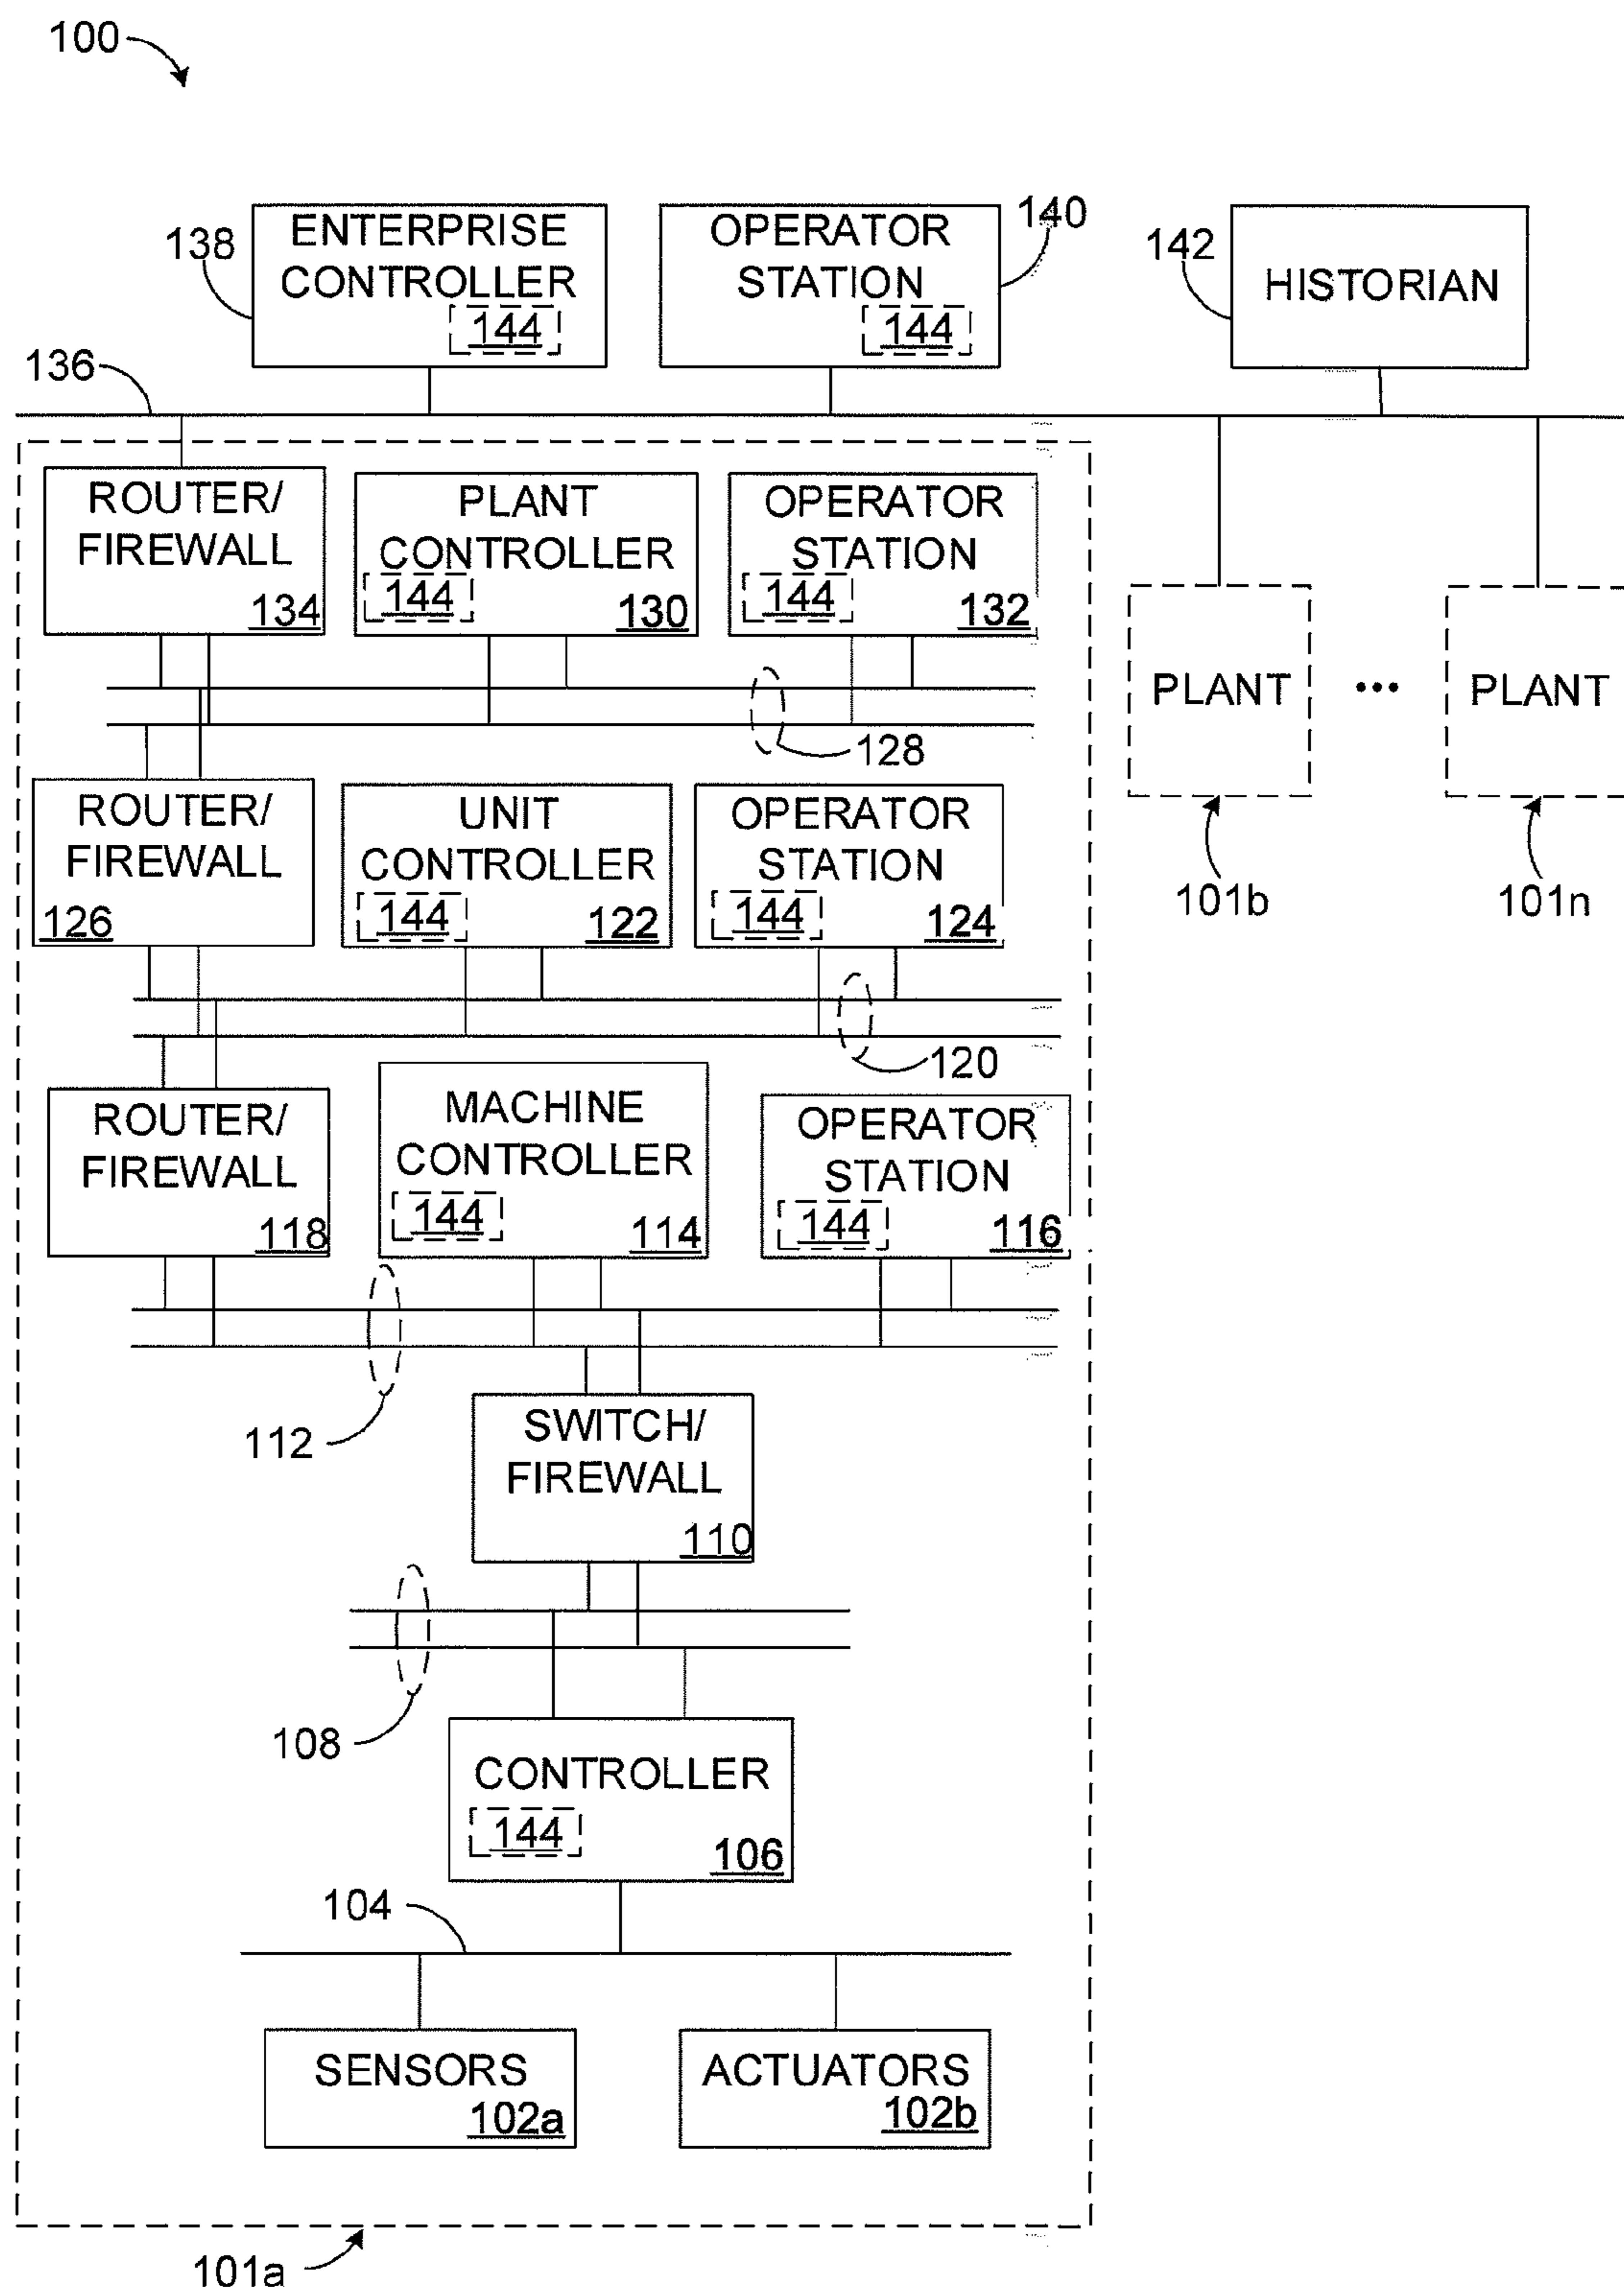 100
138
ENTERPRISE
CONTROLLER
144
OPERATOR
STATION
144
140
142
HISTORIAN
136
ROUTER/
FIREWALL
134
PLANT
CONTROLLER
144
130
OPERATOR
STATION
144
132
128
PLANT
•••
PLANT
101b
101n
ROUTER/
FIREWALL
126
UNIT
CONTROLLER
144
122
OPERATOR
STATION
144
124
120
ROUTER/
FIREWALL
118
MACHINE
CONTROLLER
144
114
OPERATOR
STATION
144
116
112
SWITCH/
FIREWALL
110
108
CONTROLLER
144
106
104
SENSORS
102a
ACTUATORS
102b
101a